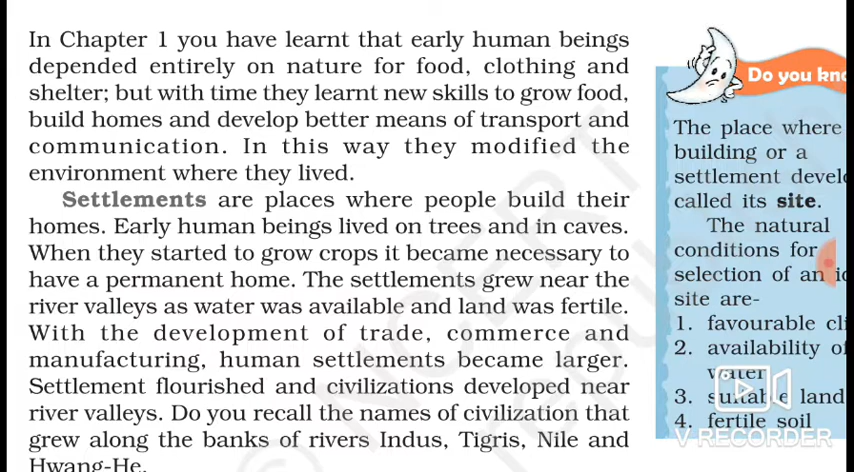 In Chapter 1 you have learnt that early human beings
depended entirely on nature for food, clothing and
shelter; but with time they learnt new skills to grow food,
build homes and develop better means of transport and
communication. In this way they modified the
environment where they lived.
Settlements are places where people build their
homes. Early human beings lived on trees and in caves.
When they started to grow crops it became necessary to
have a permanent home. The settlements grew near the
river valleys as water was available and land was fertile.
With the development of trade, commerce and
manufacturing, human settlements became larger.
Settlement flourished and civilizations developed near
river valleys. Do you recall the names of civilization that
grew along the banks of rivers Indus, Tigris, Nile and
Hwang-He.
Do you kno
The place where
building or a
settlement devel
called its site.
The natural
conditions for
selection of an i
site are-
1. favourable cli
2. availability of
water
3. suitable land
4. fertile soil
© NCERT
V RECORDER